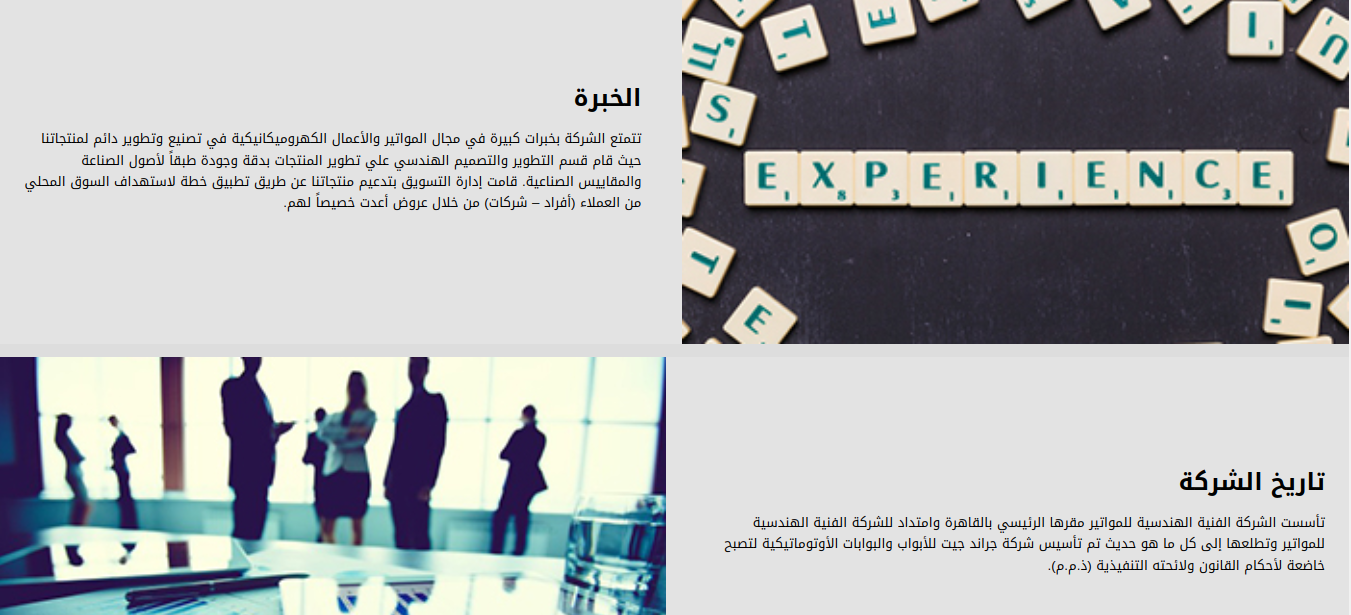 الخبرة
تتمتع الشركة بخبرات كبيرة في مجال المواتير والأعمال الكهروميكانيكية في تصنيع وتطوير دائم لمنتجاتنا
حيث قام قسم التطوير والتصميم الهندسي علي تطوير المنتجات بدقة وجودة طبقاً لأصول الصناعة
والمقاييس الصناعية. قامت إدارة التسويق بتدعيم منتجاتنا عن طريق تطبيق خطة لاستهداف السوق المحلي
من العملاء (أفراد – شركات) من خلال عروض أعدت خصيصاً لهم.
EXPERIENCE
تاريخ الشركة
تأسست الشركة الفنية الهندسية للمواتير مقرها الرئيسي بالقاهرة وامتداد للشركة الفنية الهندسية
للمواتير وتطلعها إلى كل ما هو حديث تم تأسيس شركة جراند جيت للأبواب والبوابات الأوتوماتيكية لتصبح
خاضعة لأحكام القانون ولائحته التنفيذية (ذ.م.م).